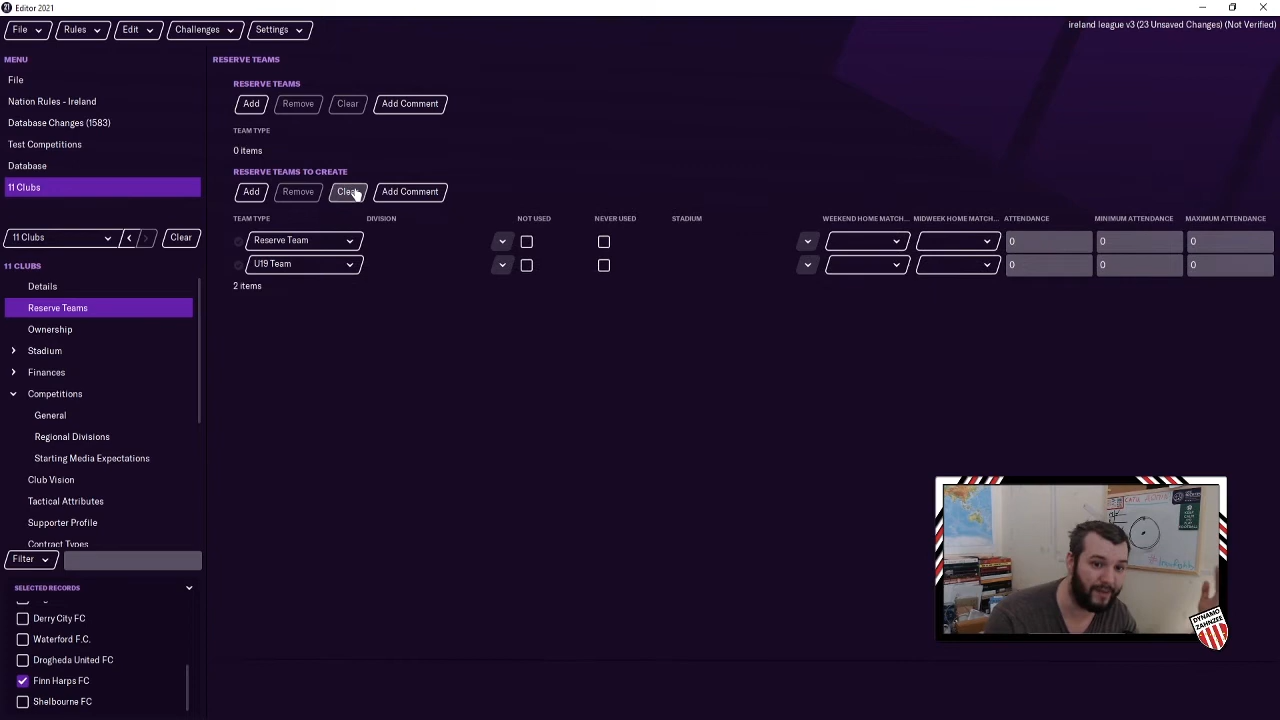 Editor 2021
File Rules Edit Challenges Settings
ireland league v3 (23 Unsaved Changes) (Not Verified)
MENU
File
Nation Rules - Ireland
Database Changes (1583)
Test Competitions
Database
11 Clubs
11 Clubs Clear
11 CLUBS
Details
Reserve Teams
Ownership
Stadium
Finances
Competitions
General
Regional Divisions
Starting Media Expectations
Club Vision
Tactical Attributes
Supporter Profile
Contract Types
Filter
SELECTED RECORDS
Derry City FC
Waterford F.C.
Drogheda United FC
Finn Harps FC
Shelbourne FC
RESERVE TEAMS
RESERVE TEAMS
Add Remove Clear Add Comment
TEAM TYPE
0 items
RESERVE TEAMS TO CREATE
Add Remove Clear Add Comment
TEAM TYPE DIVISION NOT USED NEVER USED STADIUM WEEKEND HOME MATCH... MIDWEEK HOME MATCH... ATTENDANCE MINIMUM ATTENDANCE MAXIMUM ATTENDANCE
Reserve Team 0 0 0
U19 Team 0 0 0
2 items
DYNAMO
ZAHNZEE